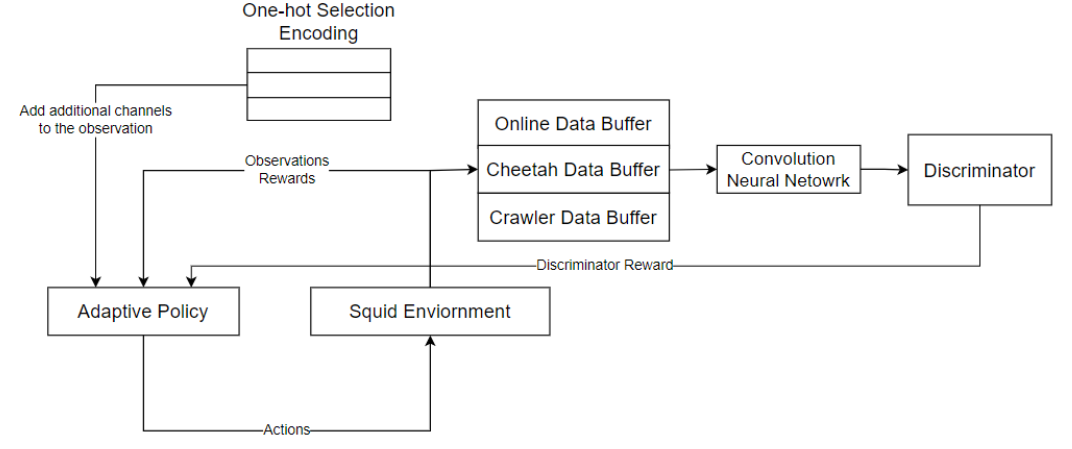 One-hot Selection
Encoding
Add additional channels
to the observation
Observations
Rewards
Online Data Buffer
Cheetah Data Buffer
Crawler Data Buffer
Convolution
Neural Netowrk
Discriminator
Discriminator Reward
Adaptive Policy
Squid Enviornment
Actions